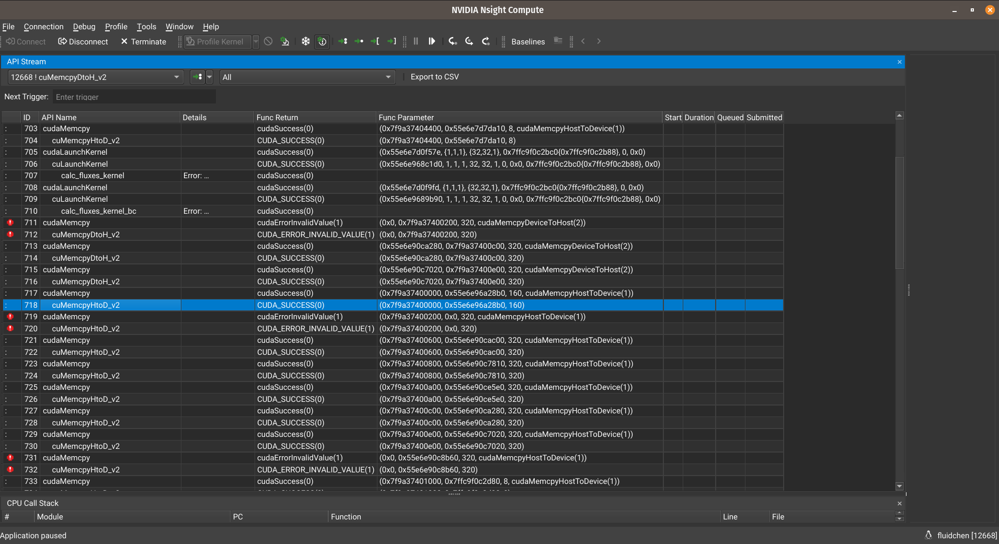 NVIDIA Nsight Compute
File Connection Debug Profile Tools Window Help
Connect Disconnect Terminate Profile Kernel Baselines
API Stream
12668 ! cuMemcpyDtoH_v2 All Export to CSV
Next Trigger: Enter trigger
ID API Name Details Func Return Func Parameter Start Duration Queued Submitted
: 703 cudaMemcpy cudaSuccess(0) (0x7f9a37404400, 0x55e6e7d7da10, 8, cudaMemcpyHostToDevice(1))
: 704 cuMemcpyHtoD_v2 CUDA_SUCCESS(0) (0x7f9a37404400, 0x55e6e7d7da10, 8)
: 705 cudaLaunchKernel cudaSuccess(0) (0x55e6e7d0f57e, {1,1,1}, {32,32,1}, 0x7ffc9f0c2bc0{0x7ffc9f0c2b88}, 0, 0x0)
: 706 cuLaunchKernel CUDA_SUCCESS(0) (0x55e6e968c1d0, 1, 1, 1, 32, 32, 1, 0, 0x0, 0x7ffc9f0c2bc0{0x7ffc9f0c2b88}, 0x0)
: 707 calc_fluxes_kernel Error: ... cudaSuccess(0)
: 708 cudaLaunchKernel cudaSuccess(0) (0x55e6e7d0f9fd, {1,1,1}, {32,32,1}, 0x7ffc9f0c2bc0{0x7ffc9f0c2b88}, 0, 0x0)
: 709 cuLaunchKernel CUDA_SUCCESS(0) (0x55e6e9689b90, 1, 1, 1, 32, 32, 1, 0, 0x0, 0x7ffc9f0c2bc0{0x7ffc9f0c2b88}, 0x0)
: 710 calc_fluxes_kernel_bc Error: ... cudaSuccess(0)
711 cudaMemcpy cudaErrorInvalidValue(1) (0x0, 0x7f9a37400200, 320, cudaMemcpyDeviceToHost(2))
712 cuMemcpyDtoH_v2 CUDA_ERROR_INVALID_VALUE(1) (0x0, 0x7f9a37400200, 320)
: 713 cudaMemcpy cudaSuccess(0) (0x55e6e90ca280, 0x7f9a37400c00, 320, cudaMemcpyDeviceToHost(2))
: 714 cuMemcpyDtoH_v2 CUDA_SUCCESS(0) (0x55e6e90ca280, 0x7f9a37400c00, 320)
: 715 cudaMemcpy cudaSuccess(0) (0x55e6e90c7020, 0x7f9a37400e00, 320, cudaMemcpyDeviceToHost(2))
: 716 cuMemcpyDtoH_v2 CUDA_SUCCESS(0) (0x55e6e90c7020, 0x7f9a37400e00, 320)
: 717 cudaMemcpy cudaSuccess(0) (0x7f9a37400000, 0x55e6e96a28b0, 160, cudaMemcpyHostToDevice(1))
: 718 cuMemcpyHtoD_v2 CUDA_SUCCESS(0) (0x7f9a37400000, 0x55e6e96a28b0, 160)
719 cudaMemcpy cudaErrorInvalidValue(1) (0x7f9a37400200, 0x0, 320, cudaMemcpyHostToDevice(1))
720 cuMemcpyHtoD_v2 CUDA_ERROR_INVALID_VALUE(1) (0x7f9a37400200, 0x0, 320)
: 721 cudaMemcpy cudaSuccess(0) (0x7f9a37400600, 0x55e6e90cac00, 320, cudaMemcpyHostToDevice(1))
: 722 cuMemcpyHtoD_v2 CUDA_SUCCESS(0) (0x7f9a37400600, 0x55e6e90cac00, 320)
: 723 cudaMemcpy cudaSuccess(0) (0x7f9a37400800, 0x55e6e90c7810, 320, cudaMemcpyHostToDevice(1))
: 724 cuMemcpyHtoD_v2 CUDA_SUCCESS(0) (0x7f9a37400800, 0x55e6e90c7810, 320)
: 725 cudaMemcpy cudaSuccess(0) (0x7f9a37400a00, 0x55e6e90ce5e0, 320, cudaMemcpyHostToDevice(1))
: 726 cuMemcpyHtoD_v2 CUDA_SUCCESS(0) (0x7f9a37400a00, 0x55e6e90ce5e0, 320)
: 727 cudaMemcpy cudaSuccess(0) (0x7f9a37400c00, 0x55e6e90ca280, 320, cudaMemcpyHostToDevice(1))
: 728 cuMemcpyHtoD_v2 CUDA_SUCCESS(0) (0x7f9a37400c00, 0x55e6e90ca280, 320)
: 729 cudaMemcpy cudaSuccess(0) (0x7f9a37400e00, 0x55e6e90c7020, 320, cudaMemcpyHostToDevice(1))
: 730 cuMemcpyHtoD_v2 CUDA_SUCCESS(0) (0x7f9a37400e00, 0x55e6e90c7020, 320)
731 cudaMemcpy cudaErrorInvalidValue(1) (0x0, 0x55e6e90c8b60, 320, cudaMemcpyHostToDevice(1))
732 cuMemcpyHtoD_v2 CUDA_ERROR_INVALID_VALUE(1) (0x0, 0x55e6e90c8b60, 320)
: 733 cudaMemcpy cudaSuccess(0) (0x7f9a37401000, 0x7ffc9f0c2d80, 8, cudaMemcpyHostToDevice(1))
CPU Call Stack
# Module PC Function Line File
Application paused fluidchen [12668]